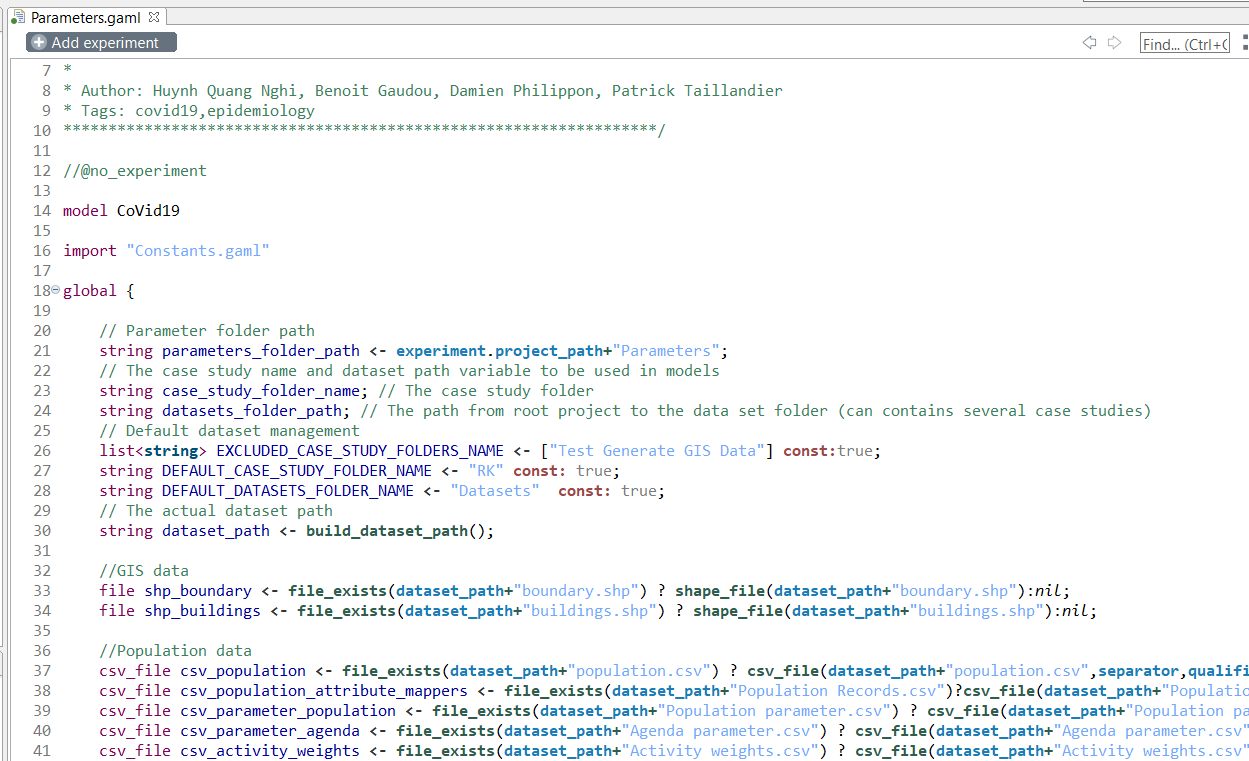 Parameters.gaml
Add experiment
Find... (Ctrl+
7 *
8 * Author: Huynh Quang Nghi, Benoit Gaudou, Damien Philippon, Patrick Taillandier
9 * Tags: covid19,epidemiology
10 ******************************************************************/
11
12 //@no_experiment
13
14 model CoVid19
15
16 import "Constants.gaml"
17
18 global {
19
20 // Parameter folder path
21 string parameters_folder_path <- experiment.project_path+"Parameters";
22 // The case study name and dataset path variable to be used in models
23 string case_study_folder_name; // The case study folder
24 string datasets_folder_path; // The path from root project to the data set folder (can contains several case studies)
25 // Default dataset management
26 list<string> EXCLUDED_CASE_STUDY_FOLDERS_NAME <- ["Test Generate GIS Data"] const:true;
27 string DEFAULT_CASE_STUDY_FOLDER_NAME <- "RK" const: true;
28 string DEFAULT_DATASETS_FOLDER_NAME <- "Datasets"  const: true;
29 // The actual dataset path
30 string dataset_path <- build_dataset_path();
31
32 //GIS data
33 file shp_boundary <- file_exists(dataset_path+"boundary.shp") ? shape_file(dataset_path+"boundary.shp"):nil;
34 file shp_buildings <- file_exists(dataset_path+"buildings.shp") ? shape_file(dataset_path+"buildings.shp"):nil;
35
36 //Population data
37 csv_file csv_population <- file_exists(dataset_path+"population.csv") ? csv_file(dataset_path+"population.csv",separator,qualifi
38 csv_file csv_population_attribute_mappers <- file_exists(dataset_path+"Population Records.csv")?csv_file(dataset_path+"Populatio
39 csv_file csv_parameter_population <- file_exists(dataset_path+"Population parameter.csv") ? csv_file(dataset_path+"Population pa
40 csv_file csv_parameter_agenda <- file_exists(dataset_path+"Agenda parameter.csv") ? csv_file(dataset_path+"Agenda parameter.csv"
41 csv_file csv_activity_weights <- file_exists(dataset_path+"Activity weights.csv") ? csv_file(dataset_path+"Activity weights.csv"